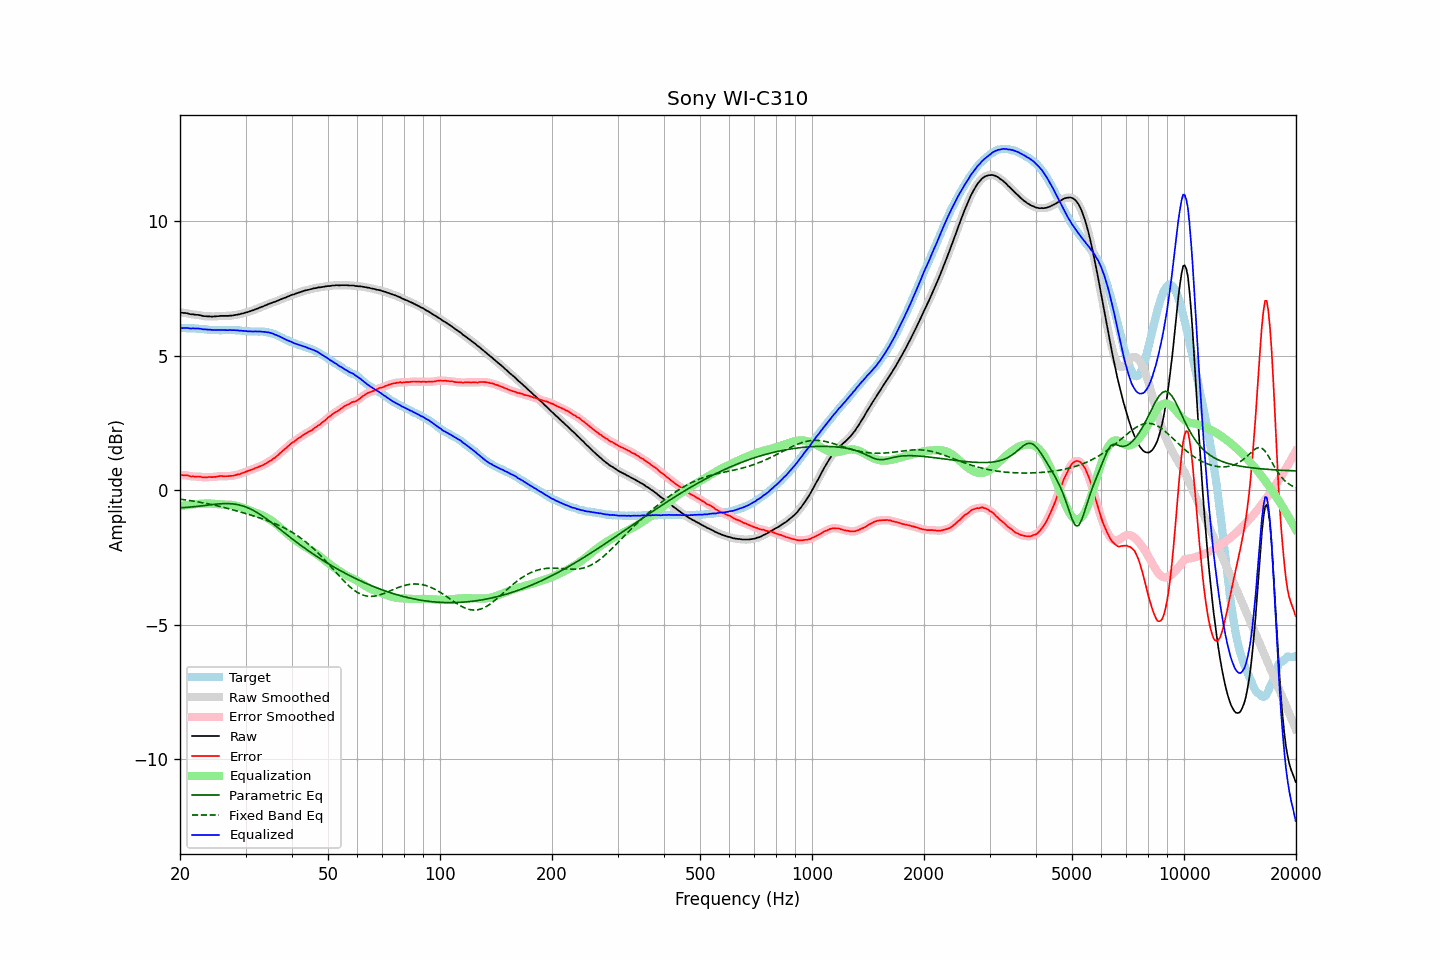 Sony WI-C310
Amplitude (dBr)
10
5
0
−5
−10
Target
Raw Smoothed
Error Smoothed
Raw
Error
Equalization
Parametric Eq
Fixed Band Eq
Equalized
20 50 100 200 500 1000 2000 5000 10000 20000
Frequency (Hz)